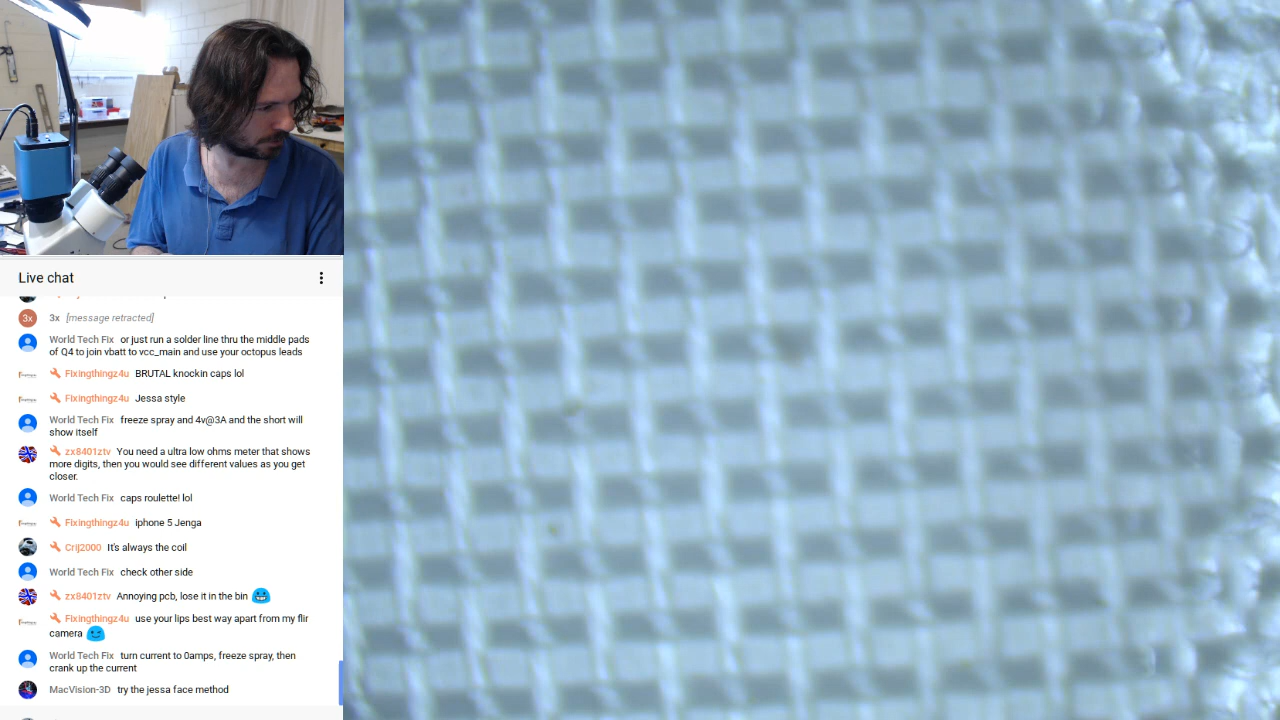 Live chat
3x [message retracted]
World Tech Fix or just run a solder line thru the middle pads
of Q4 to join vbatt to vcc_main and use your octopus leads
Fixingthingz4u BRUTAL knockin caps lol
Fixingthingz4u Jessa style
World Tech Fix freeze spray and 4v@3A and the short will
show itself
zx8401ztv You need a ultra low ohms meter that shows
more digits, then you would see different values as you get
closer.
World Tech Fix caps roulette! lol
Fixingthingz4u iphone 5 Jenga
Crij2000 It's always the coil
World Tech Fix check other side
zx8401ztv Annoying pcb, lose it in the bin
Fixingthingz4u use your lips best way apart from my flir
camera
World Tech Fix turn current to 0amps, freeze spray, then
crank up the current
MacVision-3D try the jessa face method